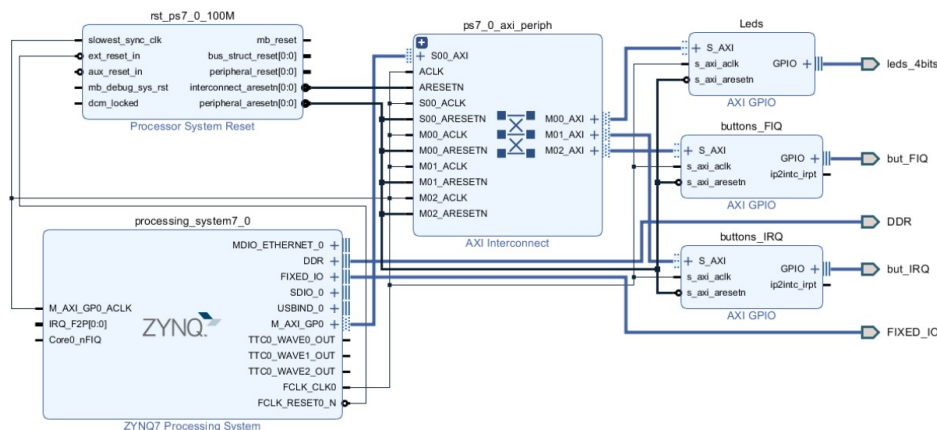 rst_ps7_0_100M
slowest_sync_clk
ext_reset_in
aux_reset_in
mb_debug_sys_rst
dcm_locked
mb_reset
bus_struct_reset[0:0]
peripheral_reset[0:0]
interconnect_aresetn[0:0]
peripheral_aresetn[0:0]
Processor System Reset
processing_system7_0
M_AXI_GP0_ACLK
IRQ_F2P[0:0]
Core0_nFIQ
ZYNQ
MDIO_ETHERNET_0
DDR
FIXED_IO
SDIO_0
USBIND_0
M_AXI_GP0
TTC0_WAVE0_OUT
TTC0_WAVE1_OUT
TTC0_WAVE2_OUT
FCLK_CLK0
FCLK_RESET0_N
ZYNQ7 Processing System
ps7_0_axi_periph
S00_AXI
ACLK
ARESETN
S00_ACLK
S00_ARESETN
M00_ACLK
M00_ARESETN
M01_ACLK
M01_ARESETN
M02_ACLK
M02_ARESETN
M00_AXI
M01_AXI
M02_AXI
AXI Interconnect
Leds
S_AXI
s_axi_aclk
s_axi_aresetn
GPIO
AXI GPIO
buttons_FIQ
S_AXI
s_axi_aclk
s_axi_aresetn
GPIO
ip2intc_irpt
AXI GPIO
buttons_IRQ
S_AXI
s_axi_aclk
s_axi_aresetn
GPIO
ip2intc_irpt
AXI GPIO
leds_4bits
but_FIQ
DDR
but_IRQ
FIXED_IO